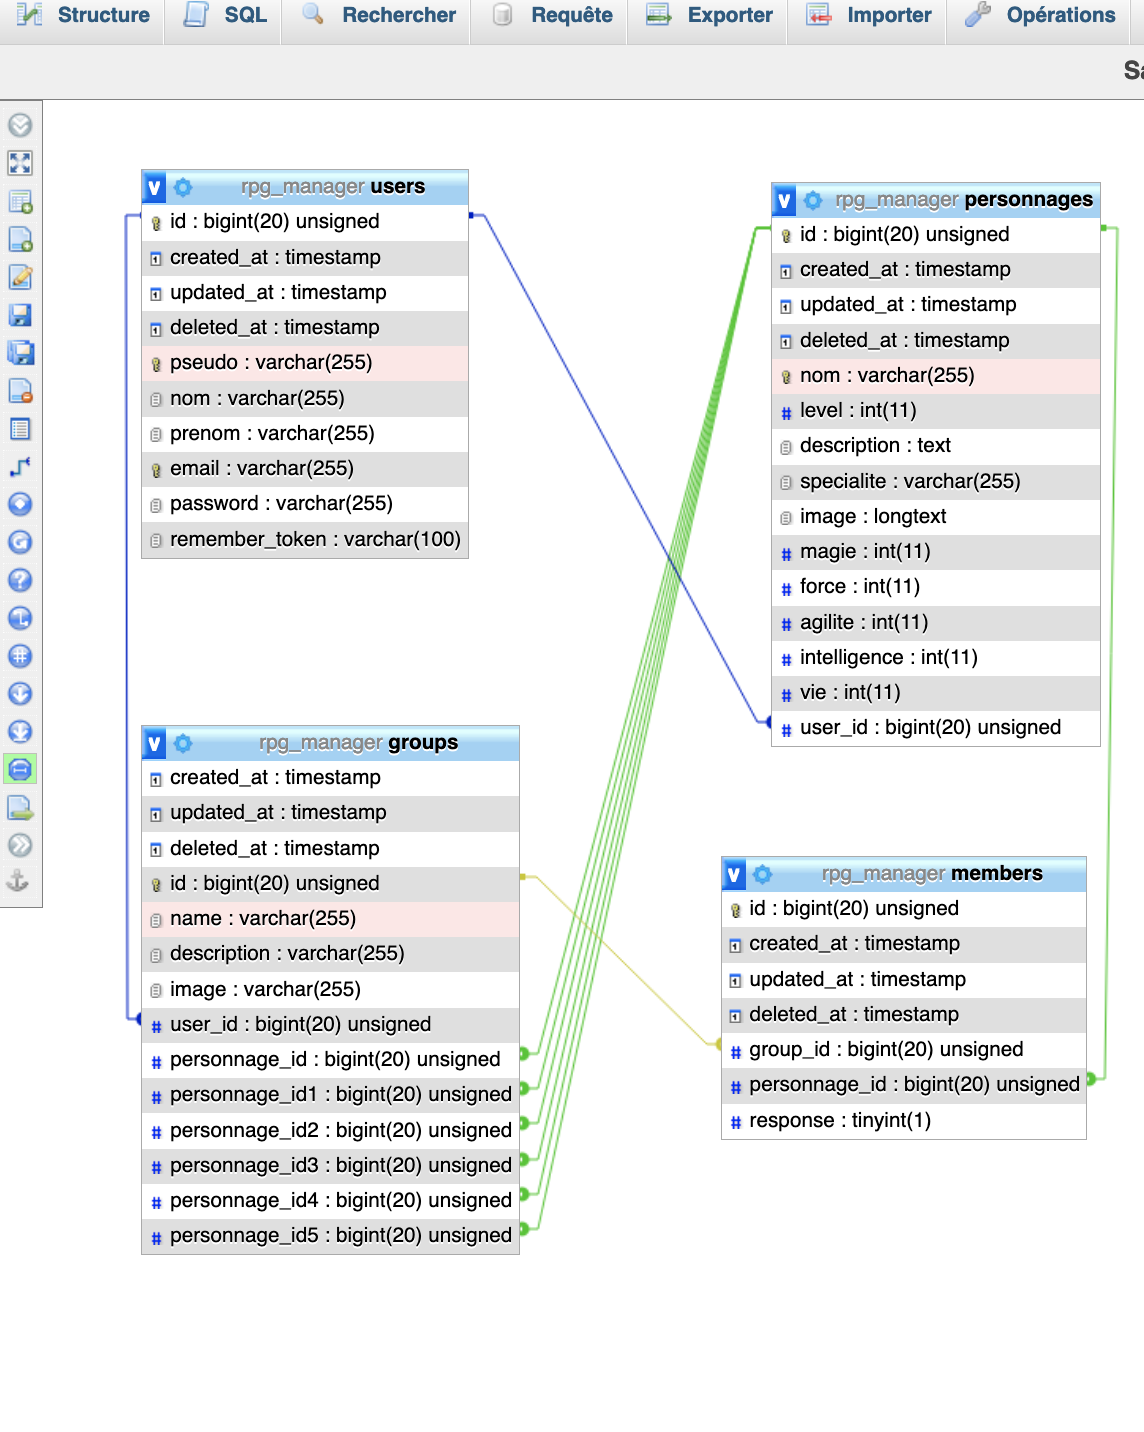 Structure SQL Rechercher Requête Exporter Importer Opérations
rpg_manager users
id : bigint(20) unsigned
created_at : timestamp
updated_at : timestamp
deleted_at : timestamp
pseudo : varchar(255)
nom : varchar(255)
prenom : varchar(255)
email : varchar(255)
password : varchar(255)
remember_token : varchar(100)
rpg_manager personnages
id : bigint(20) unsigned
created_at : timestamp
updated_at : timestamp
deleted_at : timestamp
nom : varchar(255)
level : int(11)
description : text
specialite : varchar(255)
image : longtext
magie : int(11)
force : int(11)
agilite : int(11)
intelligence : int(11)
vie : int(11)
user_id : bigint(20) unsigned
rpg_manager groups
created_at : timestamp
updated_at : timestamp
deleted_at : timestamp
id : bigint(20) unsigned
name : varchar(255)
description : varchar(255)
image : varchar(255)
user_id : bigint(20) unsigned
personnage_id : bigint(20) unsigned
personnage_id1 : bigint(20) unsigned
personnage_id2 : bigint(20) unsigned
personnage_id3 : bigint(20) unsigned
personnage_id4 : bigint(20) unsigned
personnage_id5 : bigint(20) unsigned
rpg_manager members
id : bigint(20) unsigned
created_at : timestamp
updated_at : timestamp
deleted_at : timestamp
group_id : bigint(20) unsigned
personnage_id : bigint(20) unsigned
response : tinyint(1)